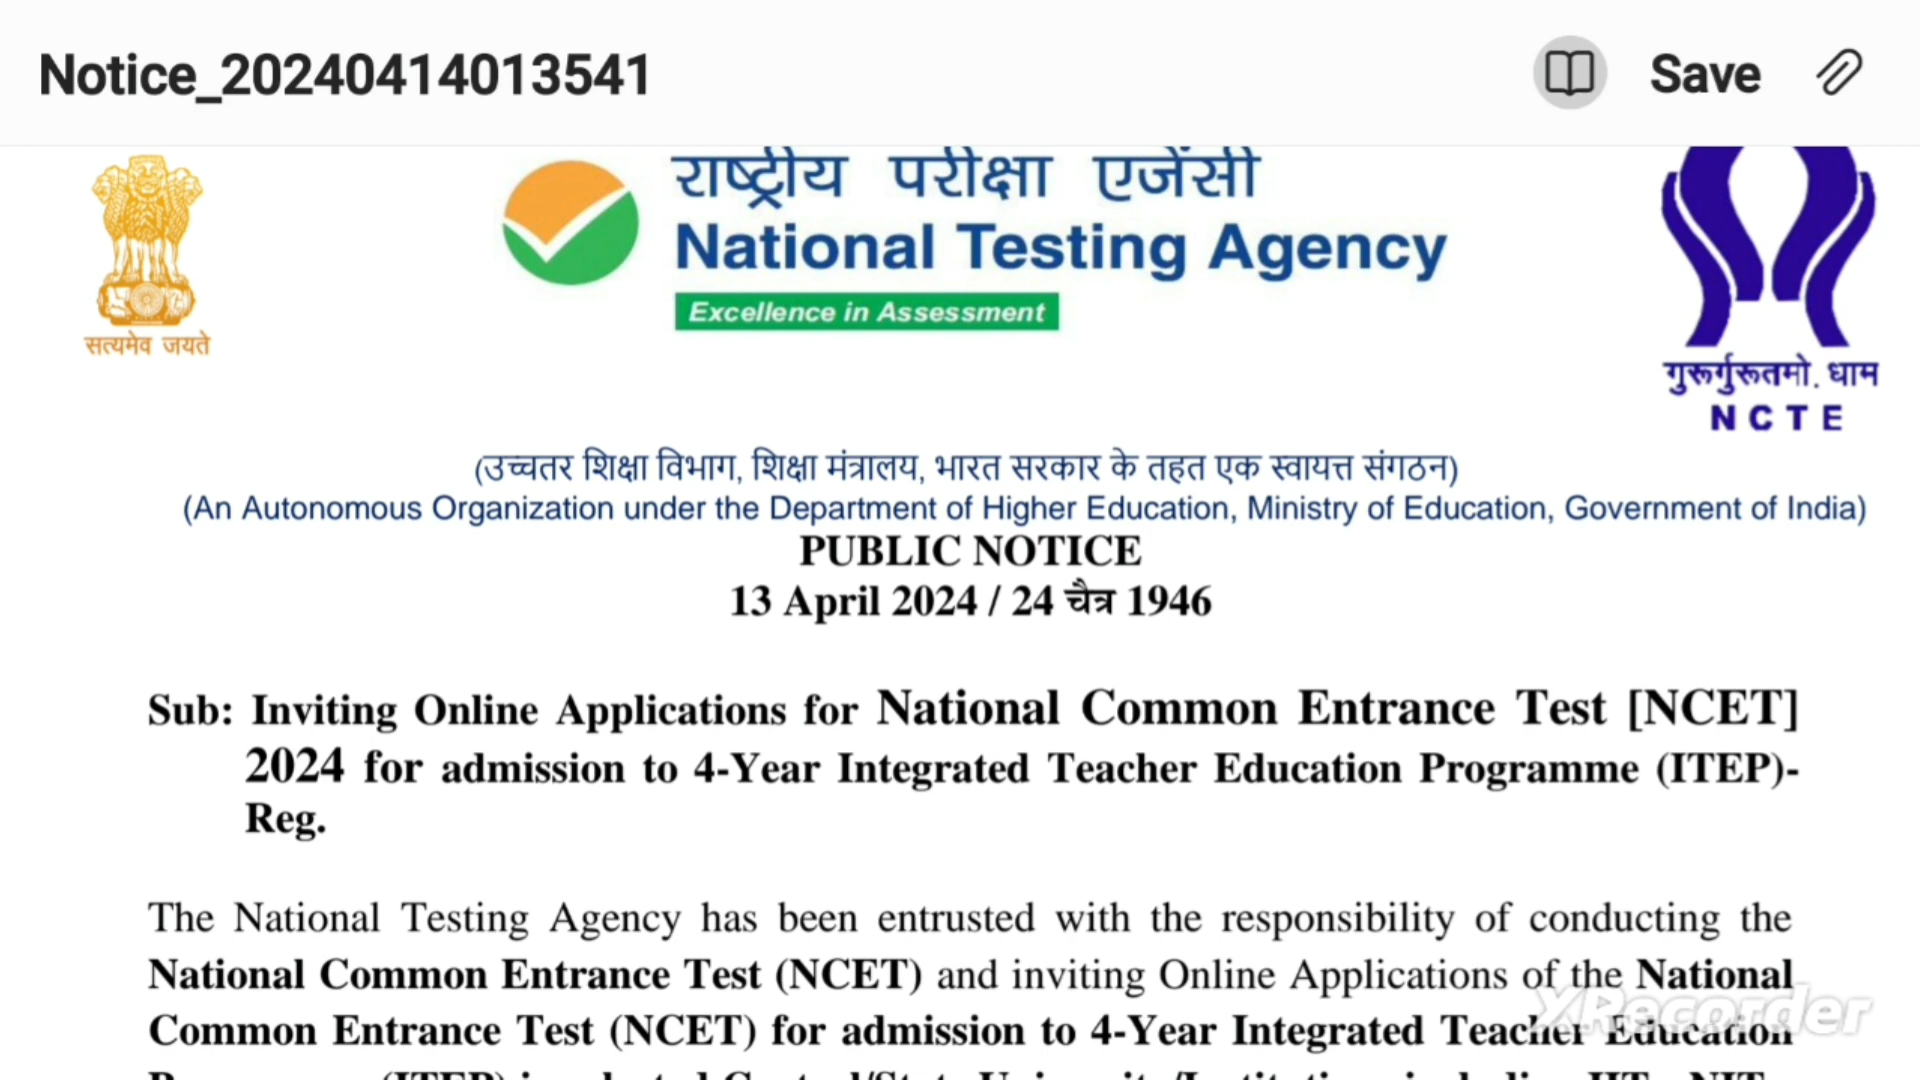 Notice_20240414013541
Save
राष्ट्रीय परीक्षा एजेंसी
National Testing Agency
Excellence in Assessment
सत्यमेव जयते
गुरूर्गुरूतमो. धाम
NCTE
(उच्चतर शिक्षा विभाग, शिक्षा मंत्रालय, भारत सरकार के तहत एक स्वायत्त संगठन)
(An Autonomous Organization under the Department of Higher Education, Ministry of Education, Government of India)
PUBLIC NOTICE
13 April 2024 / 24 चैत्र 1946
Sub: Inviting Online Applications for National Common Entrance Test [NCET]
2024 for admission to 4-Year Integrated Teacher Education Programme (ITEP)-
Reg.
The National Testing Agency has been entrusted with the responsibility of conducting the
National Common Entrance Test (NCET) and inviting Online Applications of the National
Common Entrance Test (NCET) for admission to 4-Year Integrated Teacher Education
XRecorder